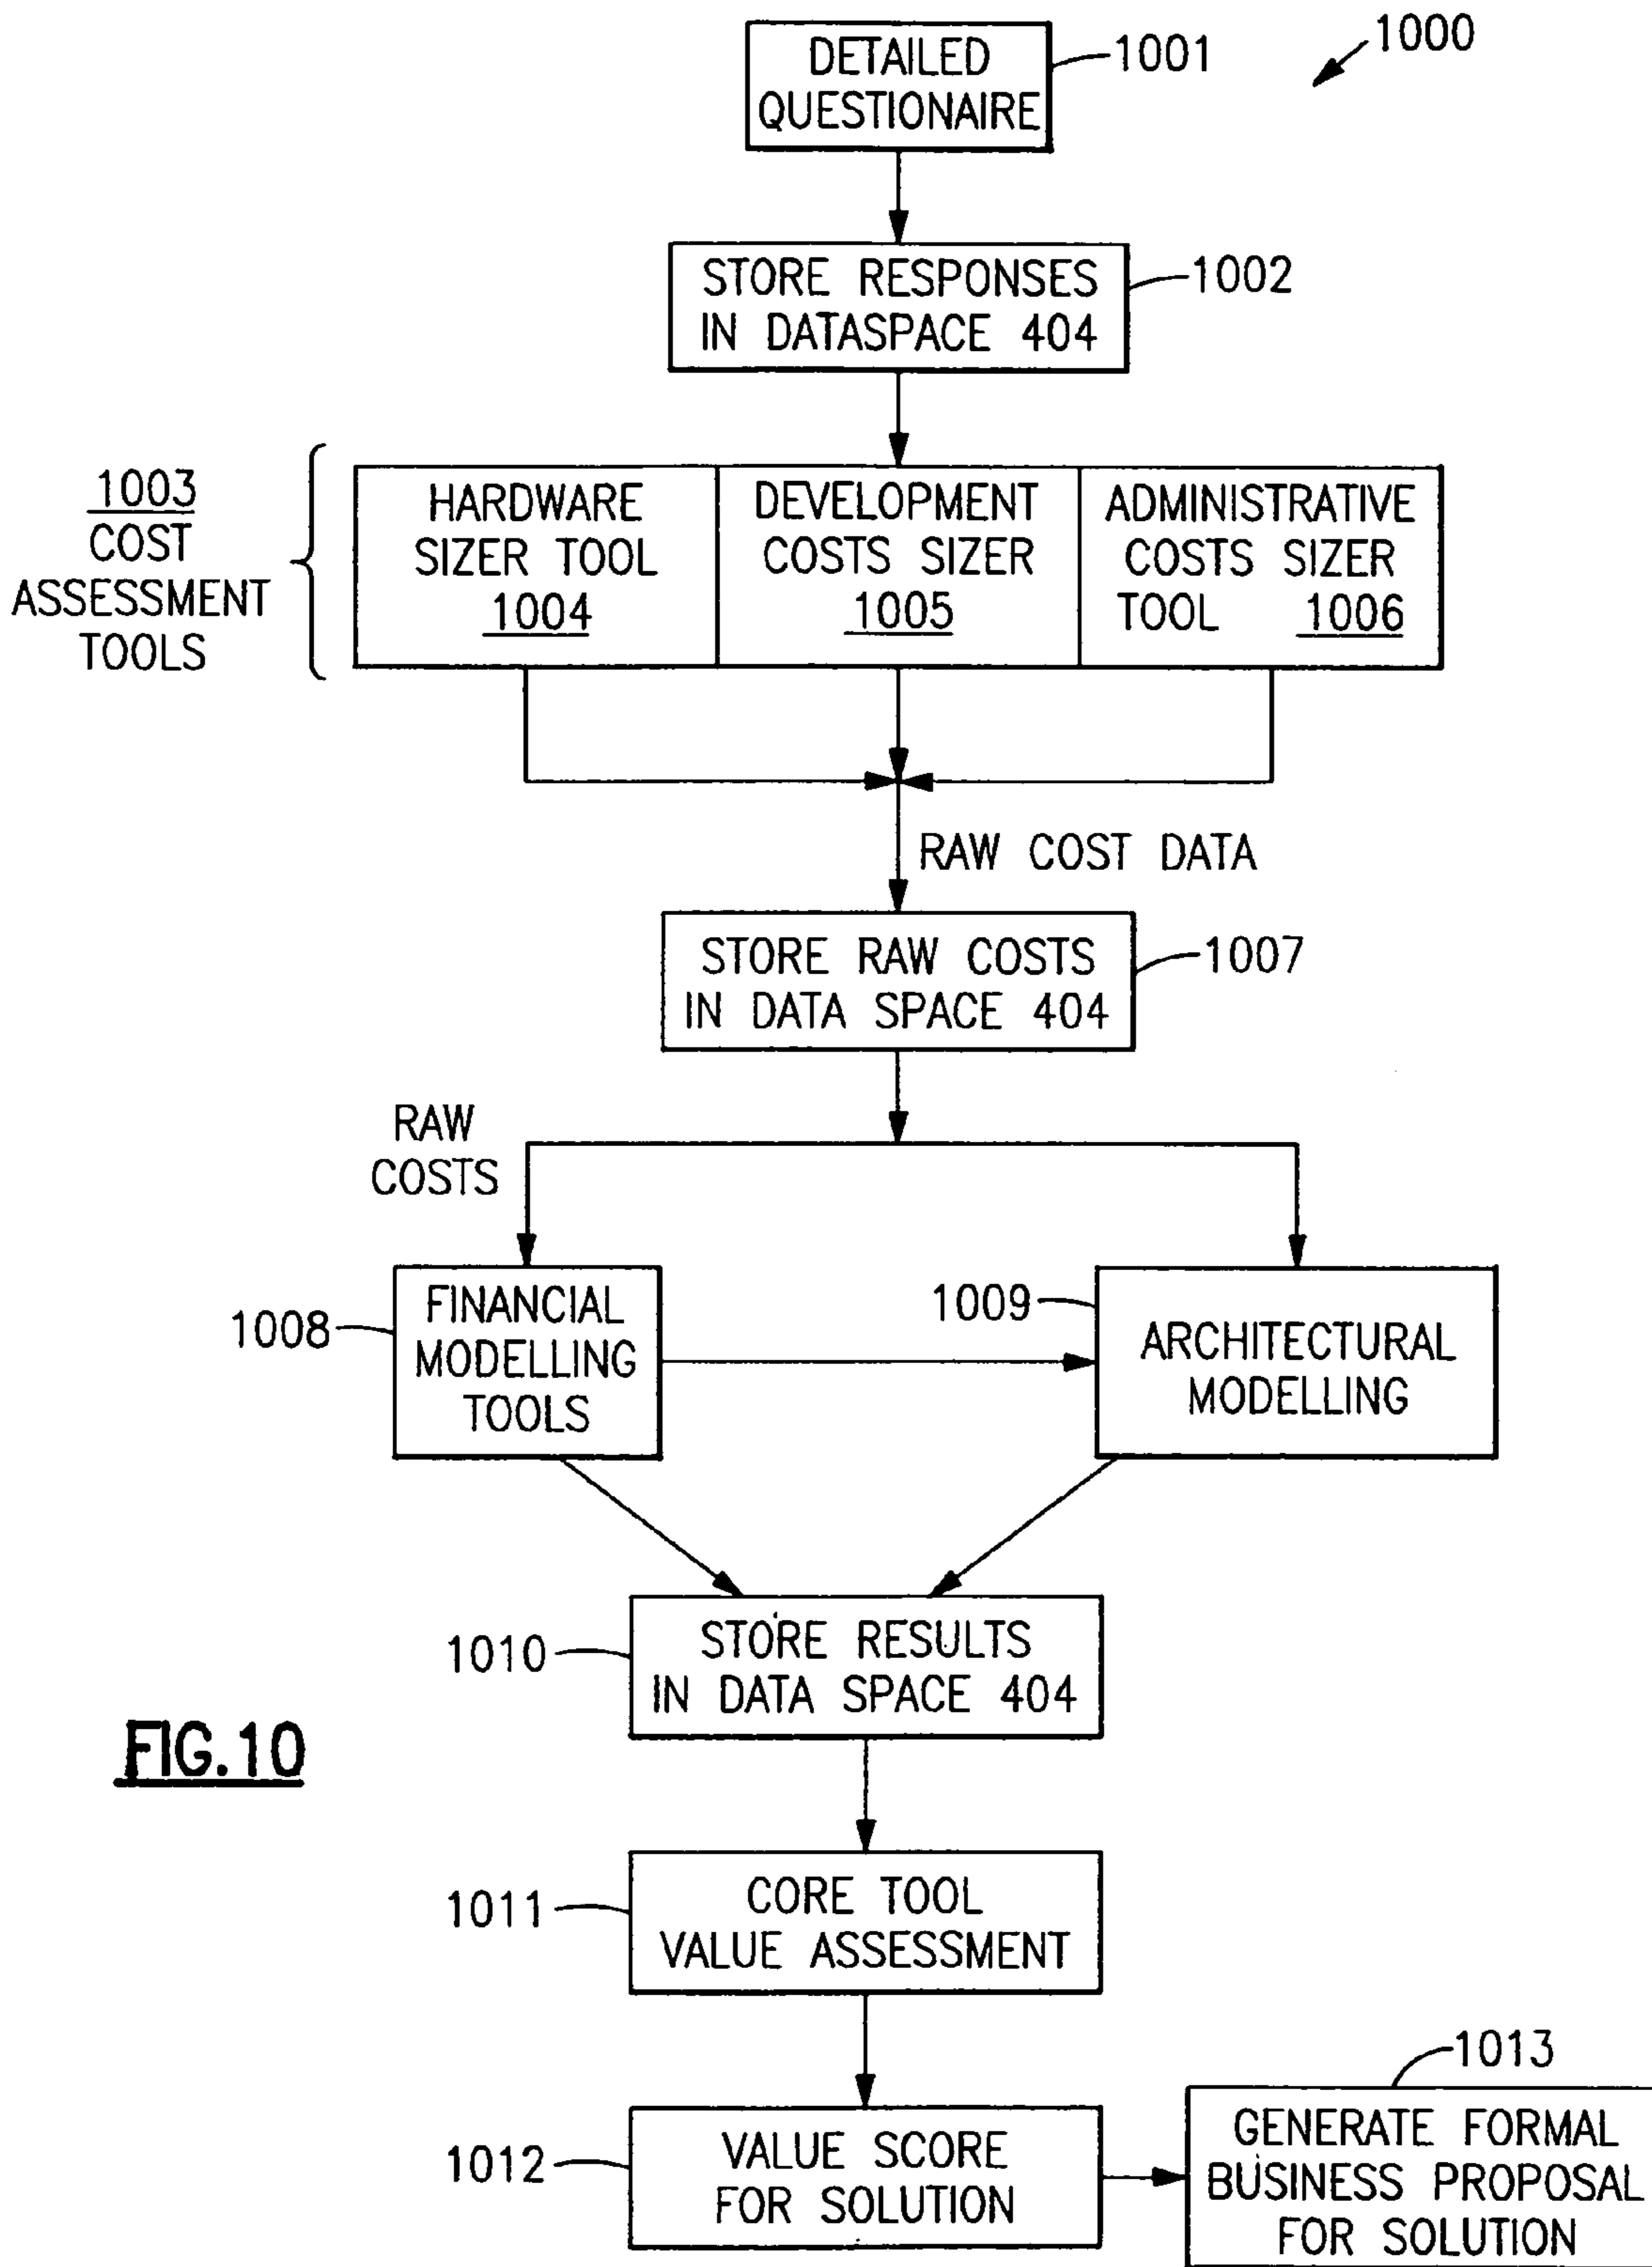 1000
DETAILED
QUESTIONAIRE
1001
STORE RESPONSES
IN DATASPACE 404
1002
1003
COST
ASSESSMENT
TOOLS
HARDWARE
SIZER TOOL
1004
DEVELOPMENT
COSTS SIZER
1005
ADMINISTRATIVE
COSTS SIZER
TOOL 1006
RAW COST DATA
STORE RAW COSTS
IN DATA SPACE 404
1007
RAW
COSTS
1008
FINANCIAL
MODELLING
TOOLS
1009
ARCHITECTURAL
MODELLING
1010
STORE RESULTS
IN DATA SPACE 404
FIG.10
1011
CORE TOOL
VALUE ASSESSMENT
1012
VALUE SCORE
FOR SOLUTION
1013
GENERATE FORMAL
BUSINESS PROPOSAL
FOR SOLUTION